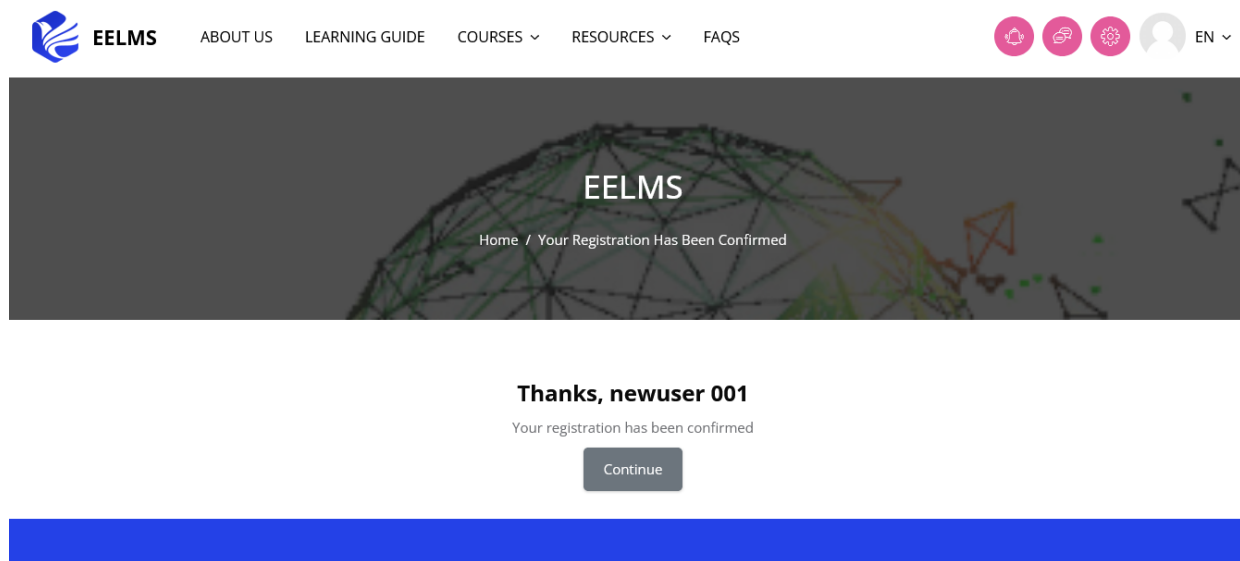 EELMS ABOUT US LEARNING GUIDE COURSES RESOURCES FAQS EN
EELMS
Home / Your Registration Has Been Confirmed
Thanks, newuser 001
Your registration has been confirmed
Continue